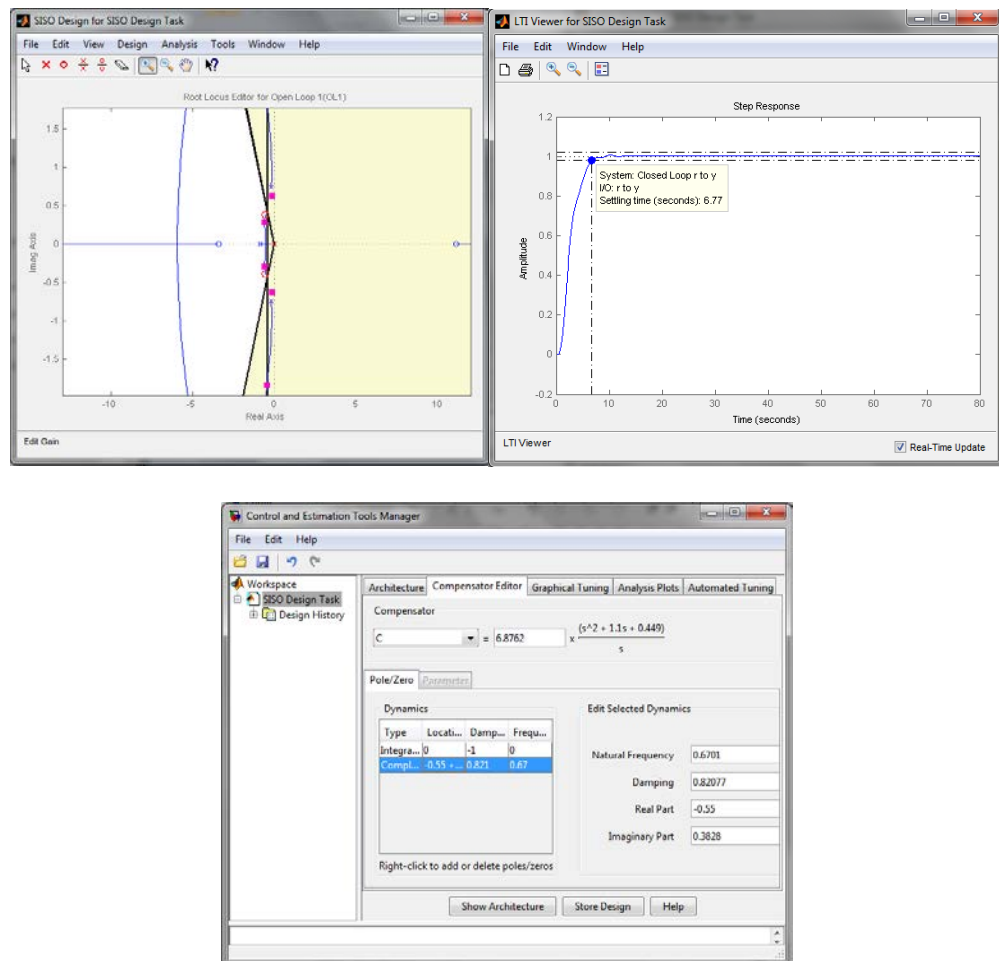 SISO Design for SISO Design Task
File Edit View Design Analysis Tools Window Help
Root Locus Editor for Open Loop 1(OL1)
1.5
1
0.5
0
-0.5
-1
-1.5
Imag Axis
-10 -5 0 5 10
Real Axis
Edit Gain
LTI Viewer for SISO Design Task
File Edit Window Help
Step Response
1.2
1
0.8
0.6
0.4
0.2
0
-0.2
Amplitude
System: Closed Loop r to y
I/O: r to y
Settling time (seconds): 6.77
0 10 20 30 40 50 60 70 80
Time (seconds)
LTI Viewer
Real-Time Update
Control and Estimation Tools Manager
File Edit Help
Workspace
SISO Design Task
Design History
Architecture Compensator Editor Graphical Tuning Analysis Plots Automated Tuning
Compensator
C = 6.8762 x (s^2 + 1.1s + 0.449)
s
Pole/Zero Parameter
Dynamics
Type Locati... Damp... Frequ...
Integra... 0 -1 0
Compl... -0.55 +... 0.821 0.67
Right-click to add or delete poles/zeros
Edit Selected Dynamics
Natural Frequency 0.6701
Damping 0.82077
Real Part -0.55
Imaginary Part 0.3828
Show Architecture Store Design Help